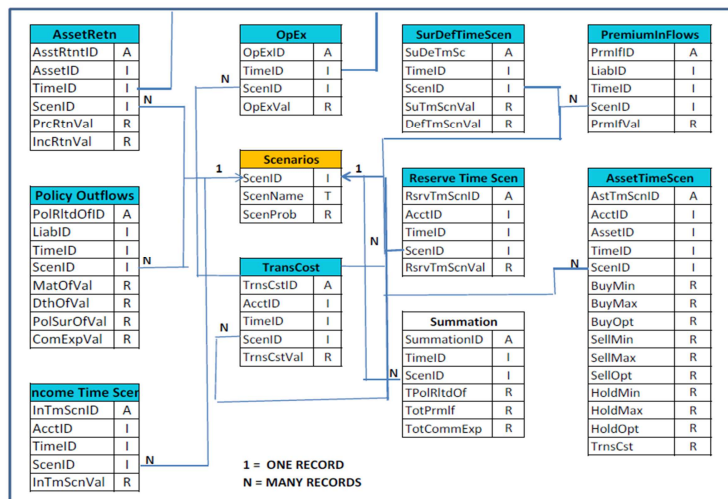 AssetRetn
AsstRtntID A
AssetID I
TimeID I
ScenID I
PrcRtnVal R
IncRtnVal R
N
OpEx
OpExID A
TimeID I
ScenID I
OpExVal R
N
SurDefTimeScen
SuDeTmSc A
TimeID I
ScenID I
SuTmScnVal R
DefTmScnVal R
PremiumInFlows
PrmIfID A
LiabID I
TimeID I
ScenID I
PrmIfVal R
N
1
Scenarios
ScenID I
ScenName T
ScenProb R
1
Policy Outflows
PolRltdOfID A
LiabID I
TimeID I
ScenID I
MatOfVal R
DthOfVal R
PolSurOfVal R
ComExpVal R
N
TransCost
TrnsCstID A
AcctID I
TimeID I
ScenID I
TrnsCstVal R
N
Reserve Time Scen
RsrvTmScnID A
AcctID I
TimeID I
ScenID I
RsrvTmScnVal R
N
AssetTimeScen
AstTmScenID A
AcctID I
AssetID I
TimeID I
ScenID I
BuyMin R
BuyMax R
BuyOpt R
SellMin R
SellMax R
SellOpt R
HoldMin R
HoldMax R
HoldOpt R
TrnsCst R
N
Summation
SummationID A
TimeID I
ScenID I
TPolRltdOf R
TotPrmIf R
TotCommExp R
N
ncome Time Scen
InTmScnID A
AcctID I
TimeID I
ScenID I
InTmScnVal R
N
1 = ONE RECORD
N = MANY RECORDS